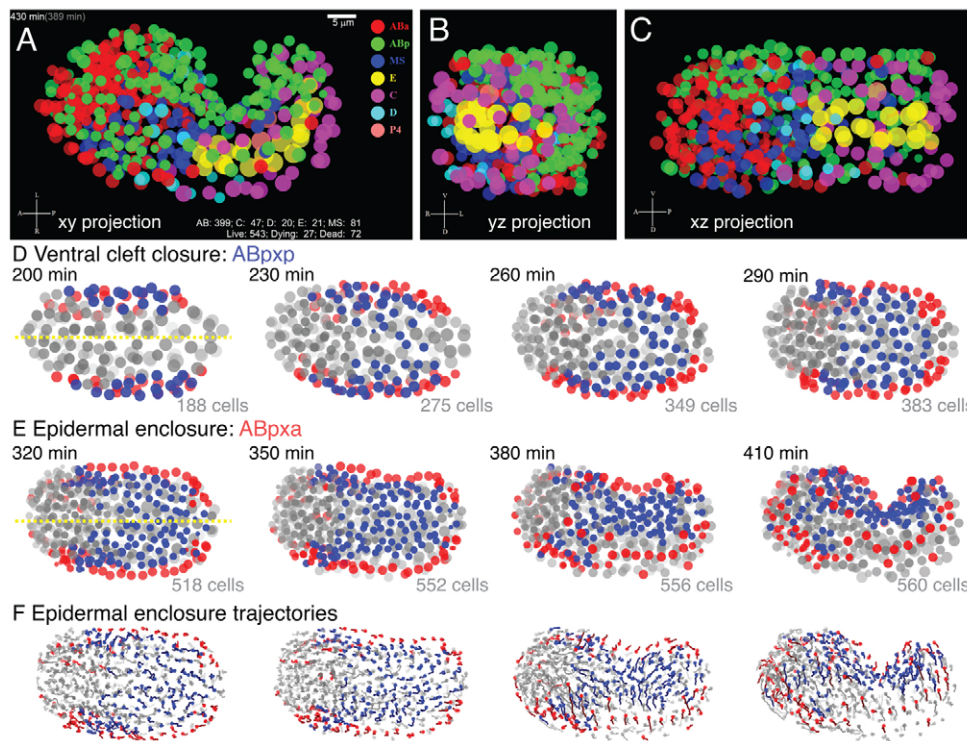 430 min(389 min)
A
5 µm
ABa
ABp
MS
E
C
D
P4
L
A P
R
xy projection
AB: 399; C: 47; D: 20; E: 21; MS: 81
Live: 543; Dying: 27; Dead: 72
B
V
R L
D
yz projection
C
V
A P
D
xz projection
D Ventral cleft closure: ABpxp
200 min
230 min
260 min
290 min
188 cells
275 cells
349 cells
383 cells
E Epidermal enclosure: ABpxa
320 min
350 min
380 min
410 min
518 cells
552 cells
556 cells
560 cells
F Epidermal enclosure trajectories